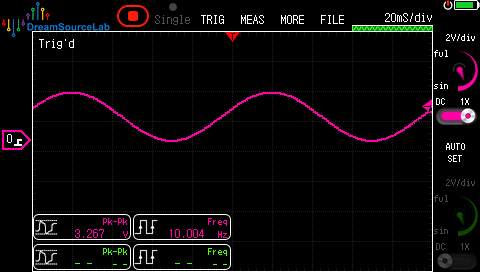 DreamSourceLab
Single TRIG MEAS MORE FILE 20mS/div
Trig'd
2V/div
ful
sin
DC 1X
AUTO
SET
2V/div
ful
sin
DC 1X
0
Pk-Pk
3.267 V
Freq
10.004 Hz
Pk-Pk
-- --
Freq
-- --